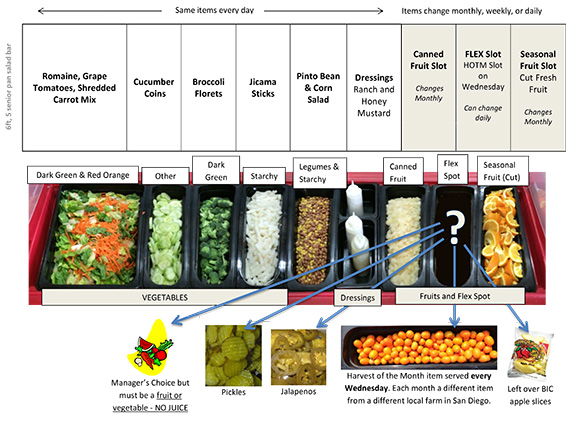 Same items every day
Items change monthly, weekly, or daily
6ft, 5 senior pan salad bar
Romaine, Grape
Tomatoes, Shredded
Carrot Mix
Cucumber
Coins
Broccoli
Florets
Jicama
Sticks
Pinto Bean
& Corn
Salad
Dressings
Ranch and
Honey
Mustard
Canned
Fruit Slot
Changes
Monthly
FLEX Slot
HOTM Slot
on
Wednesday
Can change
daily
Seasonal
Fruit Slot
Cut Fresh
Fruit
Changes
Monthly
Dark Green & Red Orange
Other
Dark
Green
Starchy
Legumes &
Starchy
Canned
Fruit
Flex
Spot
Seasonal
Fruit (Cut)
?
VEGETABLES
Dressings
Fruits and Flex Spot
Manager's Choice but
must be a fruit or
vegetable - NO JUICE
Pickles
Jalapenos
Harvest of the Month item served every
Wednesday. Each month a different item
from a different local farm in San Diego.
Left over BIC
apple slices